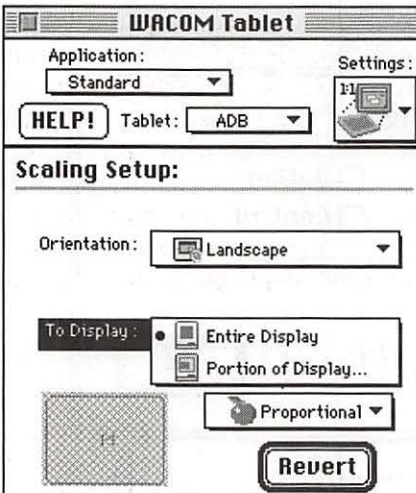 WACOM Tablet
Application:
Standard
Settings:
1:1
HELP!
Tablet:
ADB
Scaling Setup:
Orientation:
Landscape
To Display:
Entire Display
Portion of Display...
Proportional
Revert